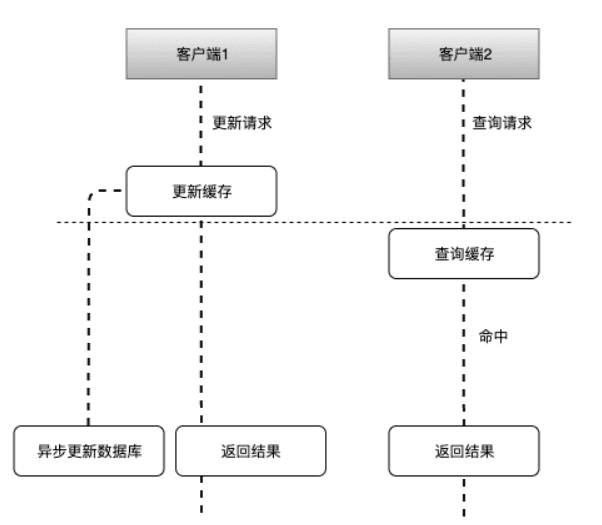 客户端1
客户端2
更新请求
查询请求
更新缓存
查询缓存
命中
异步更新数据库
返回结果
返回结果